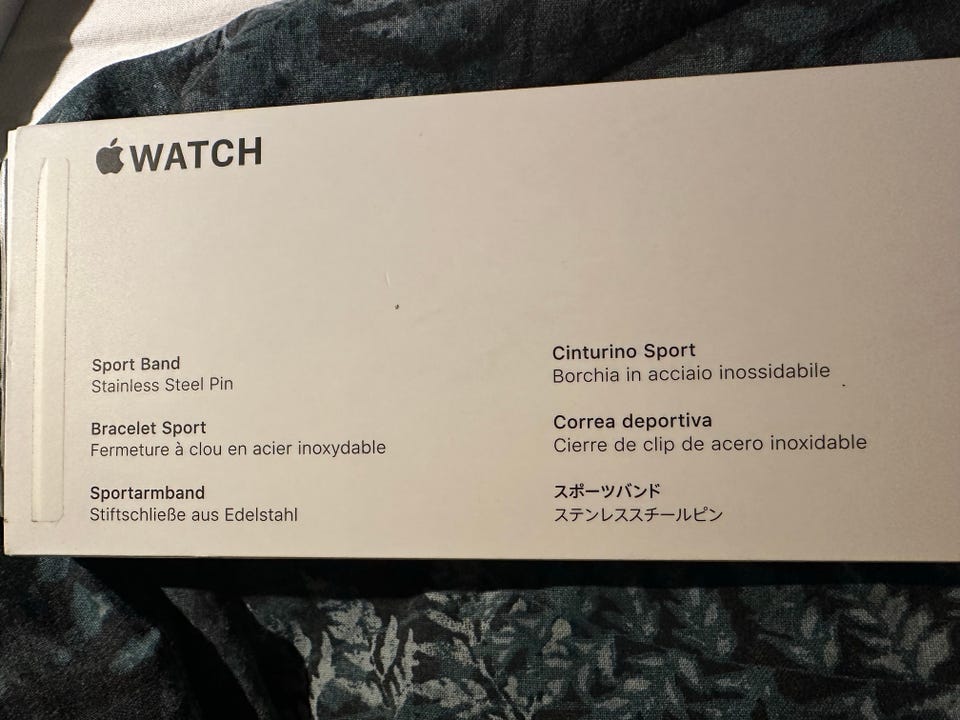 WATCH
Sport Band
Stainless Steel Pin
Bracelet Sport
Fermeture à clou en acier inoxydable
Sportarmband
Stiftschließe aus Edelstahl
Cinturino Sport
Borchia in acciaio inossidabile
Correa deportiva
Cierre de clip de acero inoxidable
スポーツバンド
ステンレススチールピン